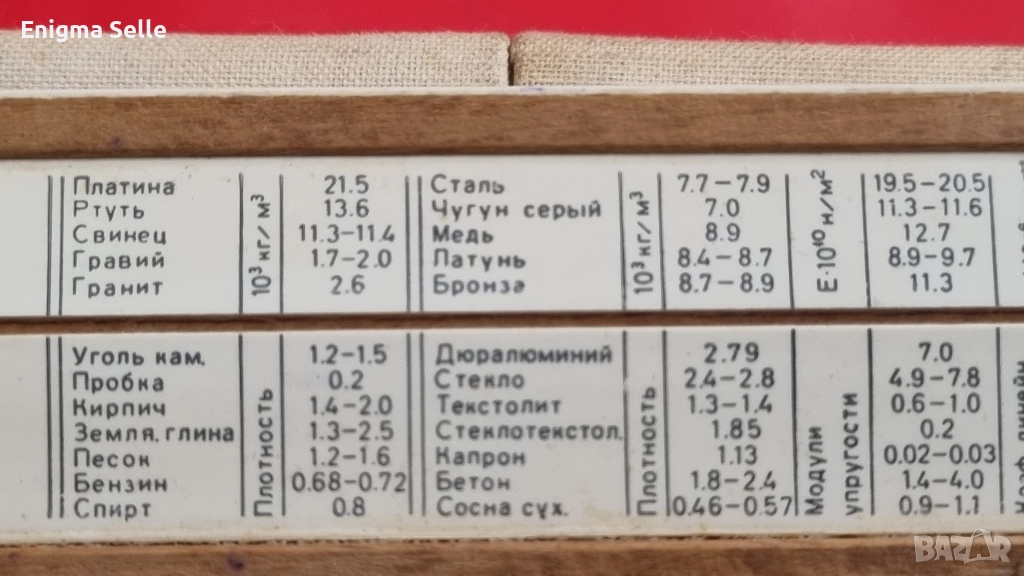 Enigma Selle
Платина 21.5 Сталь 7.7–7.9 19.5–20.5
Ртуть 13.6 Чугун серый 7.0 11.3–11.6
Свинец 11.3–11.4 Медь 8.9 12.7
Гравий 1.7–2.0 Латунь 8.4–8.7 8.9–9.7
Гранит 2.6 Бронза 8.7–8.9 11.3
10³ кг/м³
10³ кг/м³
E·10¹⁰ н/м²
Уголь кам. 1.2–1.5 Дюралюминий 2.79 7.0
Пробка 0.2 Стекло 2.4–2.8 4.9–7.8
Кирпич 1.4–2.0 Текстолит 1.3–1.4 0.6–1.0
Земля, глина 1.3–2.5 Стеклотекстол. 1.85 0.2
Песок 1.2–1.6 Капрон 1.13 0.02–0.03
Бензин 0.68–0.72 Бетон 1.8–2.4 1.4–4.0
Спирт 0.8 Сосна сух. 0.46–0.57 0.9–1.1
Плотность
Плотность
Модули
упругости
BAZAR